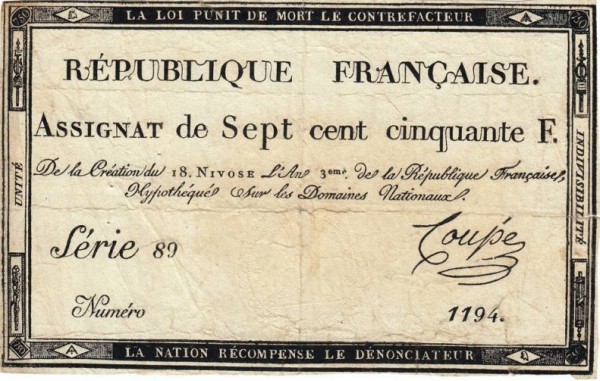 LA LOI PUNIT DE MORT LE CONTREFACTEUR
750
750
RÉPUBLIQUE FRANÇAISE.
ASSIGNAT de Sept cent cinquante F.
De la Création du 18. NIVOSE L'An 3eme. de la République Française,
Hypothéqué sur les Domaines Nationaux.
UNITÉ
INDIVISIBILITÉ
Série 89
Coupé
Numéro 1194.
LA NATION RÉCOMPENSE LE DÉNONCIATEUR